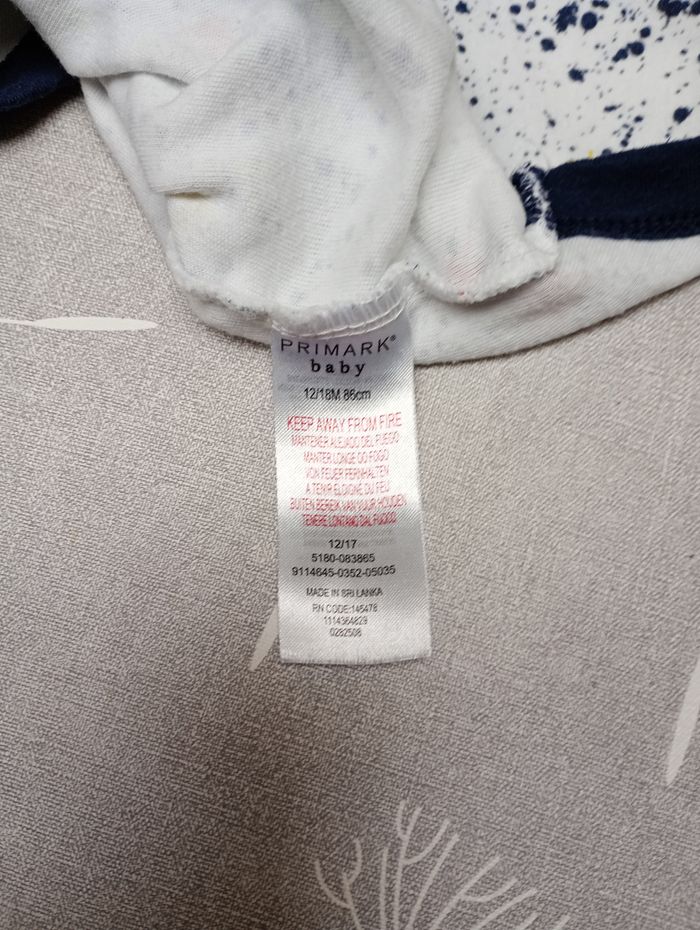 PRIMARK®
baby
12/18M 86cm
KEEP AWAY FROM FIRE
MANTENER ALEJADO DEL FUEGO
MANTER LONGE DO FOGO
VON FEUER FERNHALTEN
A TENIR ÉLOIGNÉ DU FEU
BUITEN BEREIK VAN VUUR HOUDEN
TENERE LONTANO DAL FUOCO
12/17
5180-083865
9114645-0352-05035
MADE IN SRI LANKA
RN CODE:145478
1114364829
0282508